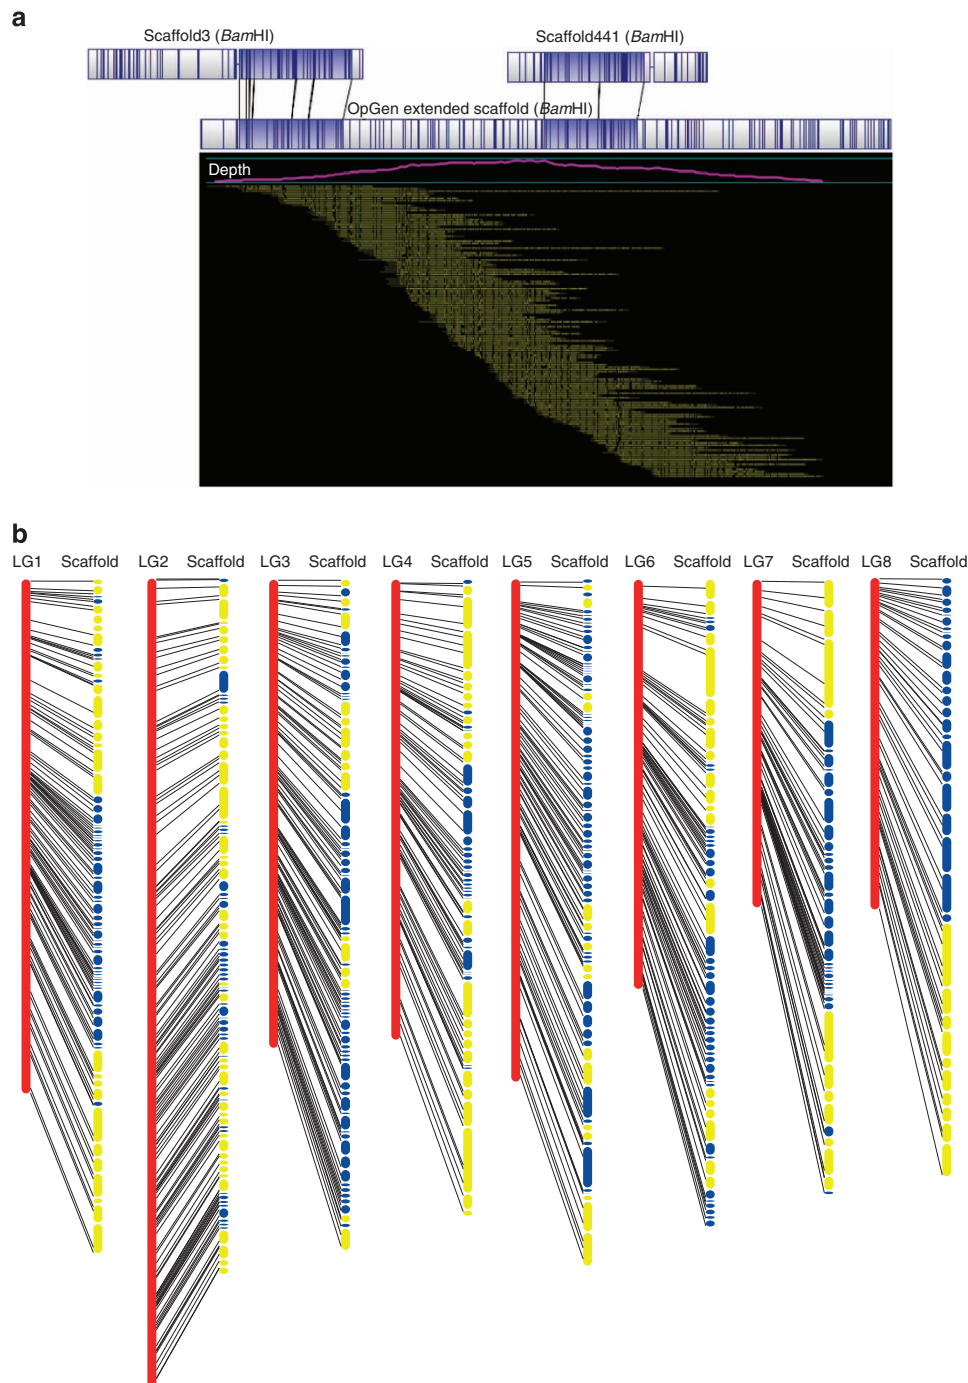 a
Scaffold3 (BamHI)
Scaffold441 (BamHI)
OpGen extended scaffold (BamHI)
Depth
b
LG1 Scaffold LG2 Scaffold LG3 Scaffold LG4 Scaffold LG5 Scaffold LG6 Scaffold LG7 Scaffold LG8 Scaffold